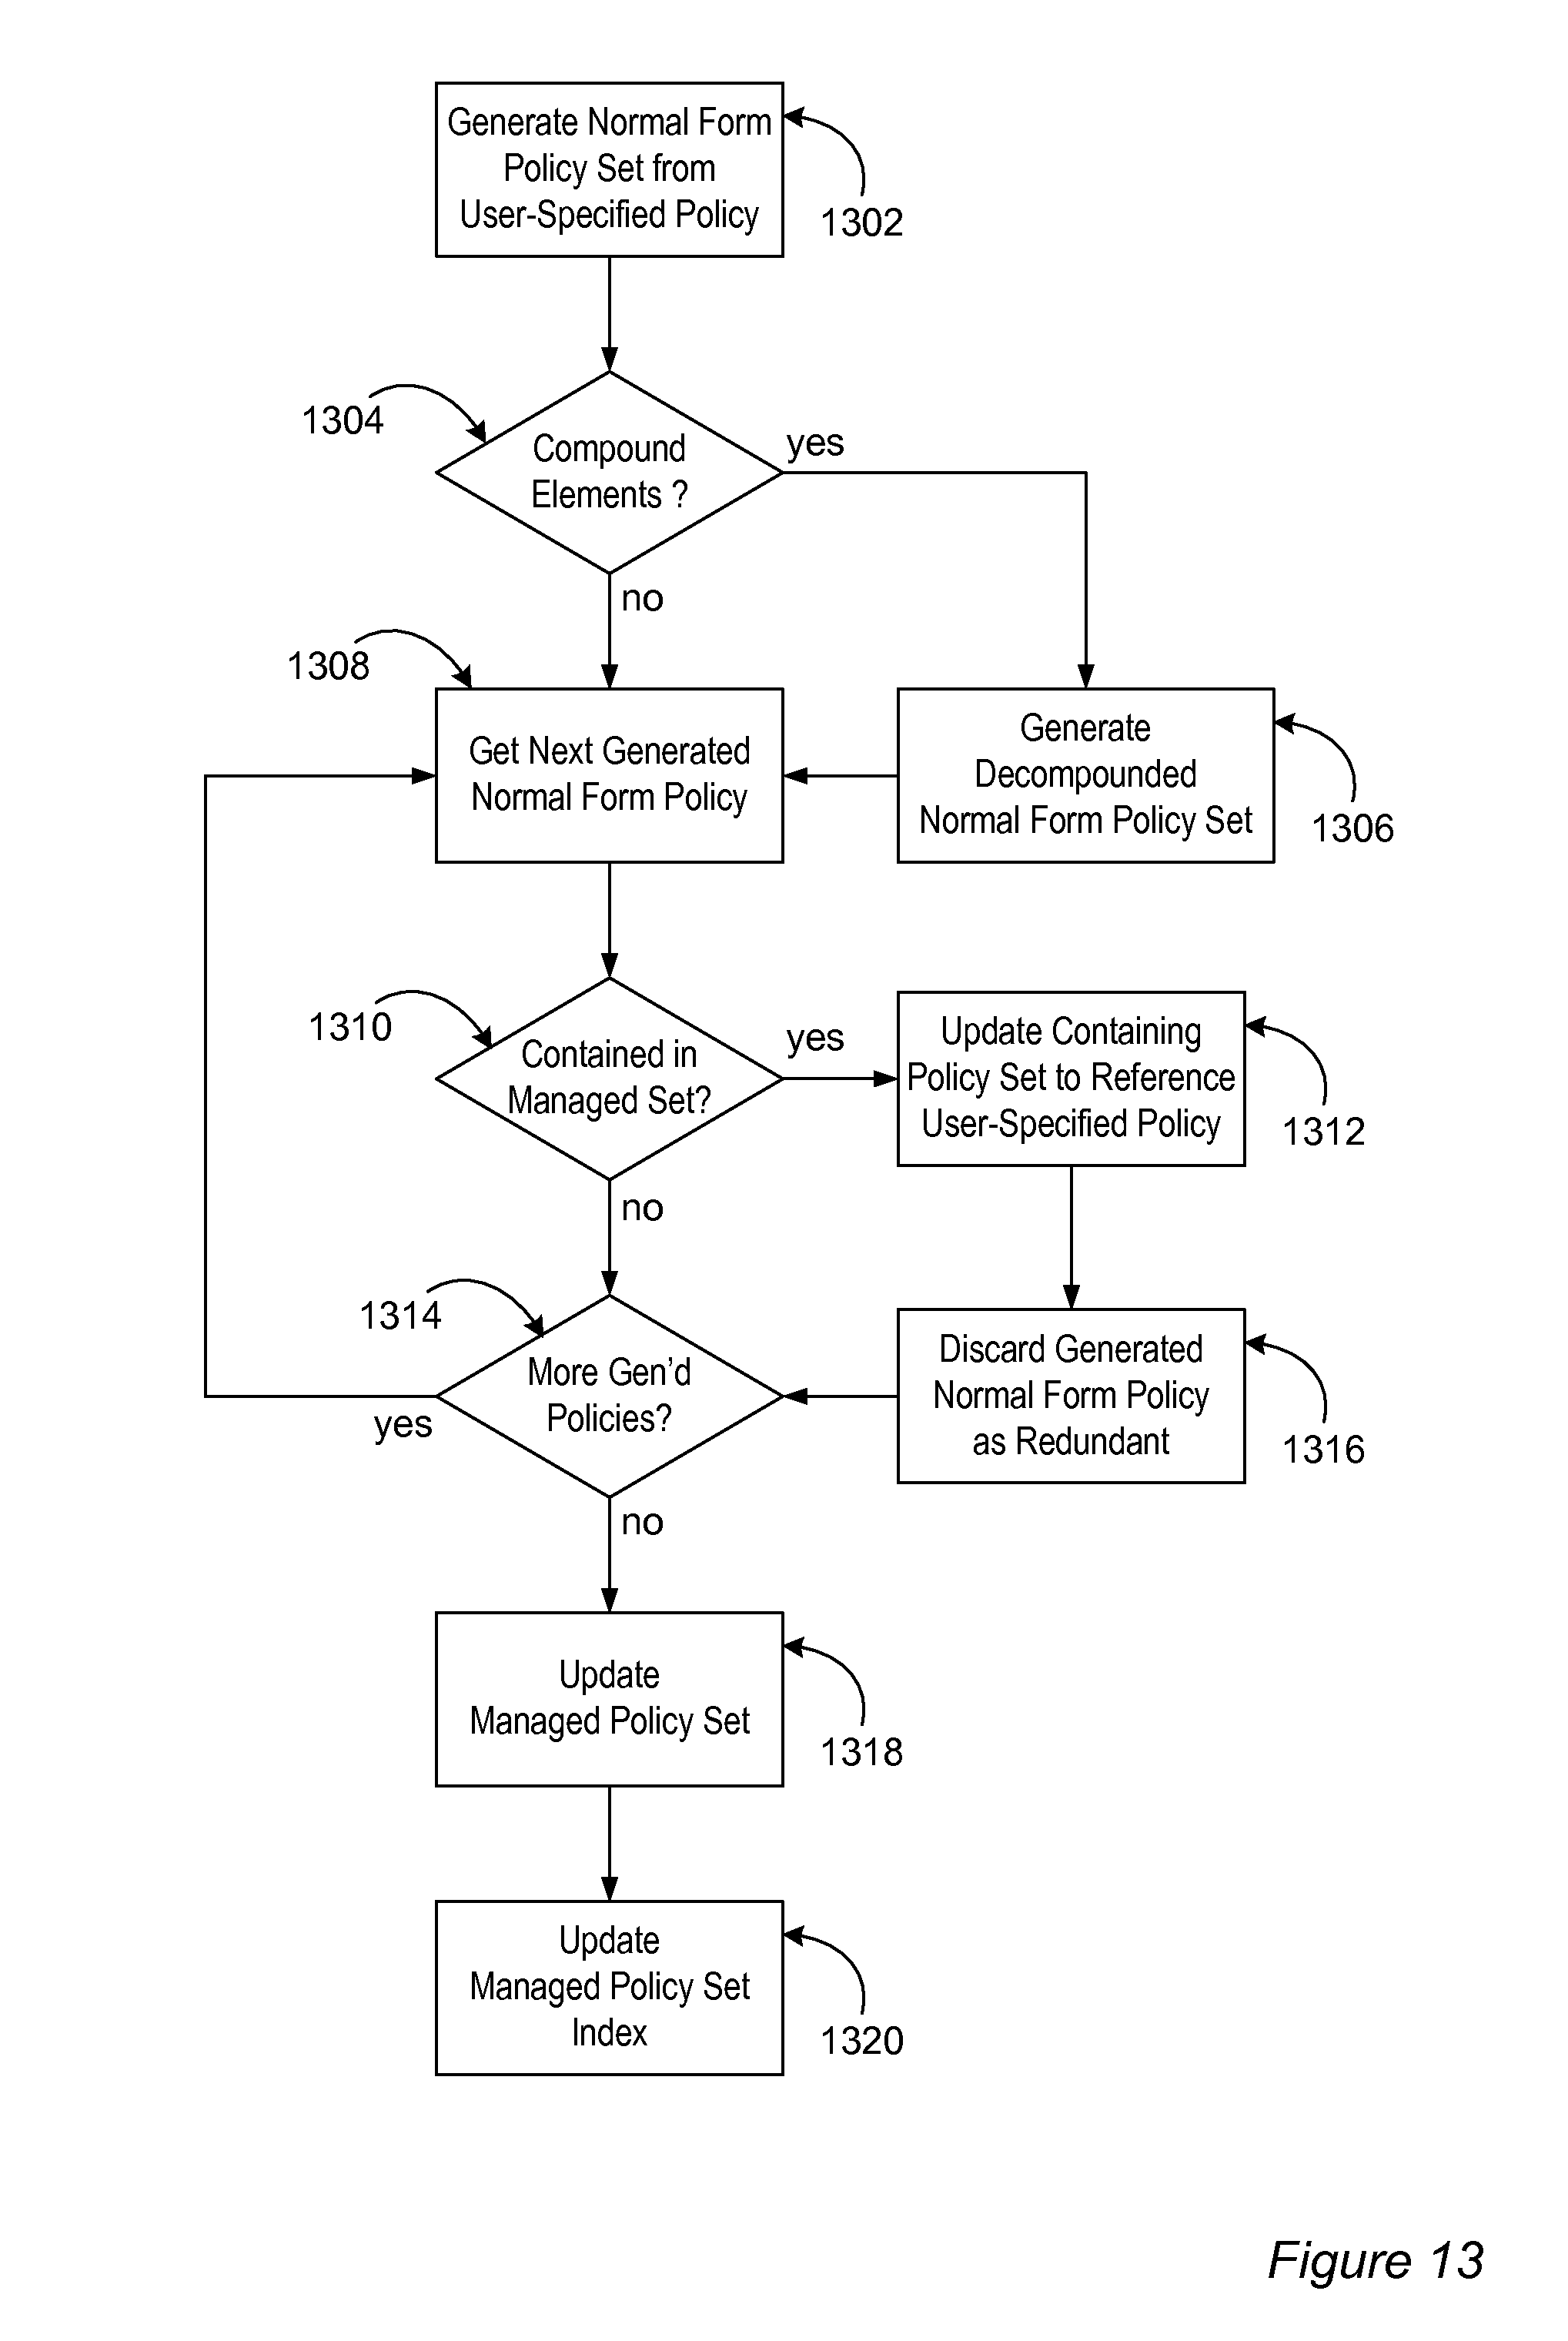 Generate Normal Form
Policy Set from
User-Specified Policy
1302
1304
Compound
Elements ?
yes
no
1308
Get Next Generated
Normal Form Policy
Generate
Decompounded
Normal Form Policy Set
1306
1310
Contained in
Managed Set?
yes
no
Update Containing
Policy Set to Reference
User-Specified Policy
1312
1314
More Gen'd
Policies?
yes
no
Discard Generated
Normal Form Policy
as Redundant
1316
Update
Managed Policy Set
1318
Update
Managed Policy Set
Index
1320
Figure 13